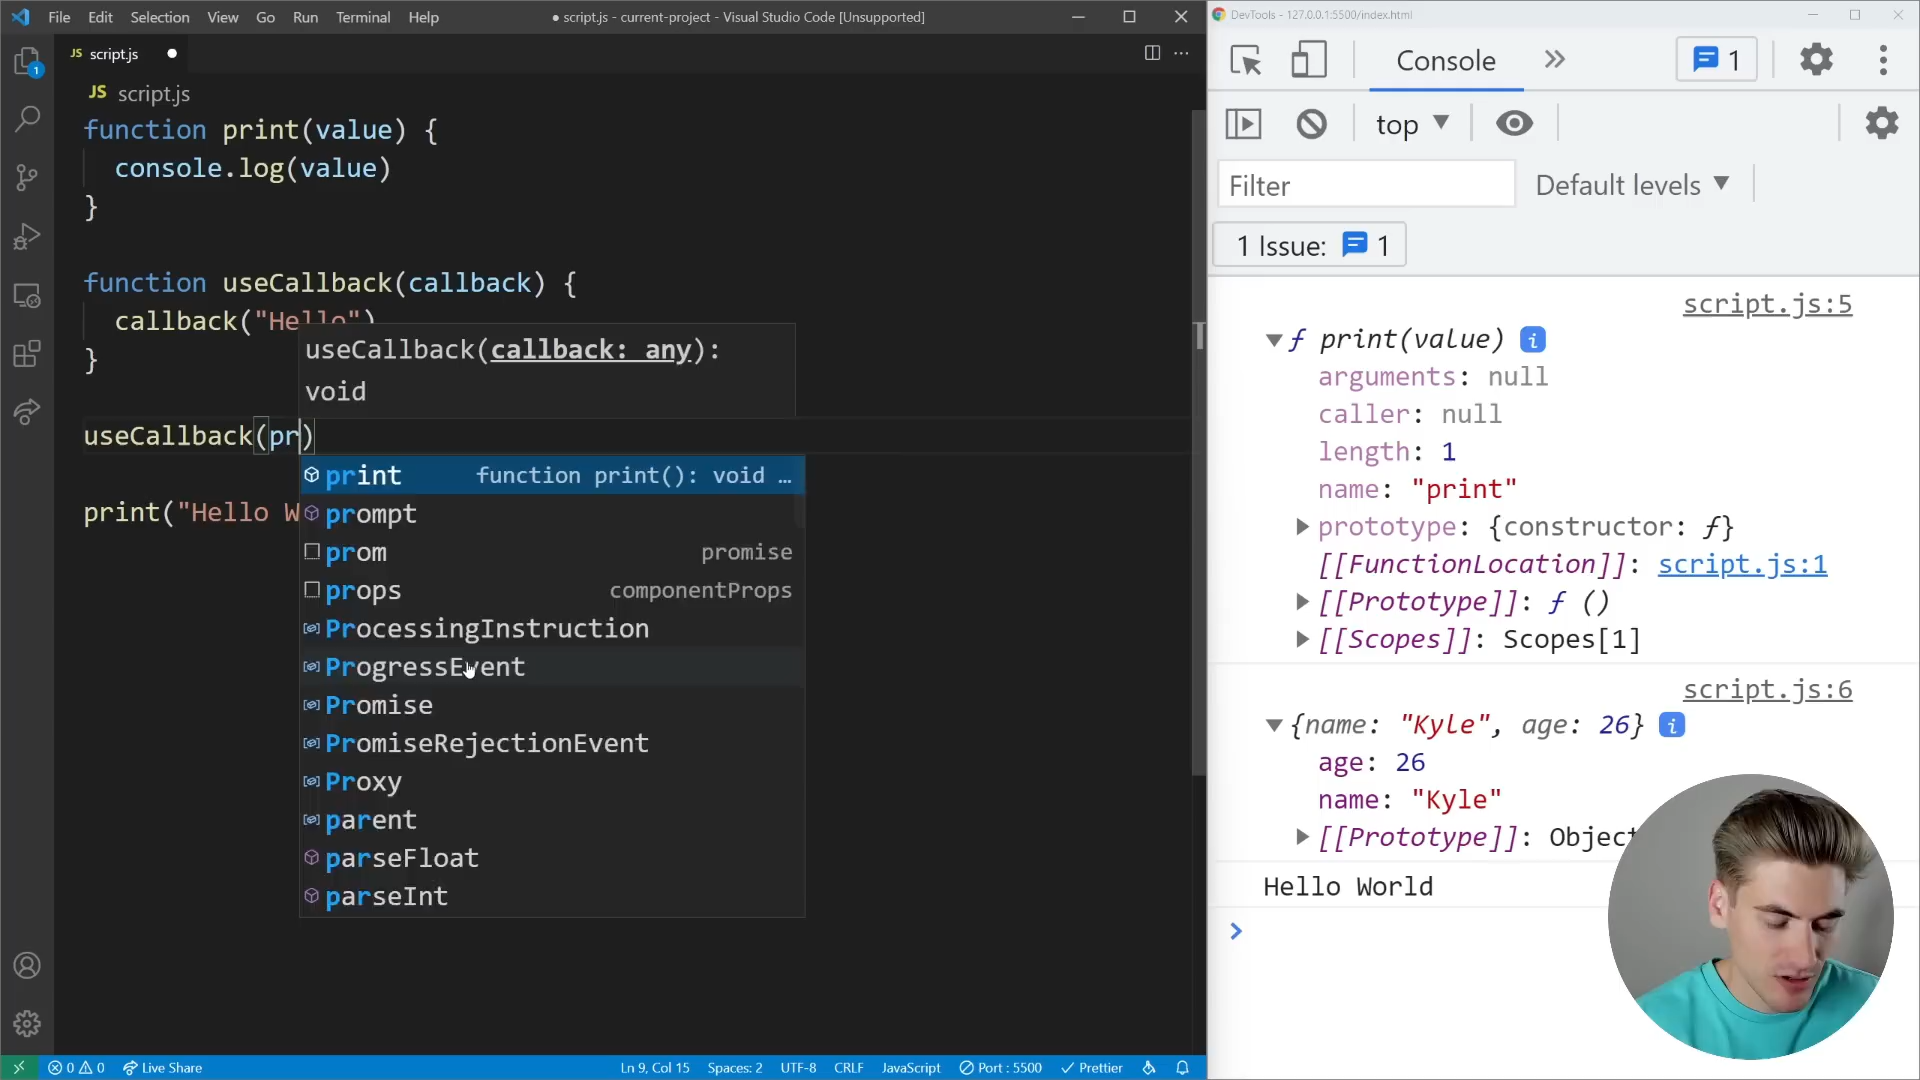 File Edit Selection View Go Run Terminal Help
● script.js - current-project - Visual Studio Code [Unsupported]
JS script.js ●
JS script.js
1
function print(value) {
console.log(value)
}
function useCallback(callback) {
callback("Hello")
}
useCallback(callback: any):
void
useCallback(pr)
print function print(): void …
prompt
print("Hello W
prom promise
props componentProps
ProcessingInstruction
ProgressEvent
Promise
PromiseRejectionEvent
Proxy
parent
parseFloat
parseInt
0 0 Live Share Ln 9, Col 15 Spaces: 2 UTF-8 CRLF JavaScript Port : 5500 Prettier
DevTools - 127.0.0.1:5500/index.html
Console » 1
top ▼
Filter Default levels ▼
1 Issue: 1
script.js:5
▼ ƒ print(value) i
arguments: null
caller: null
length: 1
name: "print"
▶ prototype: {constructor: ƒ}
[[FunctionLocation]]: script.js:1
▶ [[Prototype]]: ƒ ()
▶ [[Scopes]]: Scopes[1]
script.js:6
▼ {name: "Kyle", age: 26} i
age: 26
name: "Kyle"
▶ [[Prototype]]: Object
Hello World
>